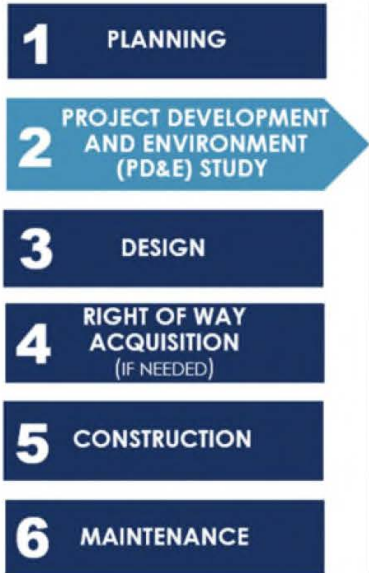 1 PLANNING
2 PROJECT DEVELOPMENT
AND ENVIRONMENT
(PD&E) STUDY
3 DESIGN
4 RIGHT OF WAY
ACQUISITION
(IF NEEDED)
5 CONSTRUCTION
6 MAINTENANCE